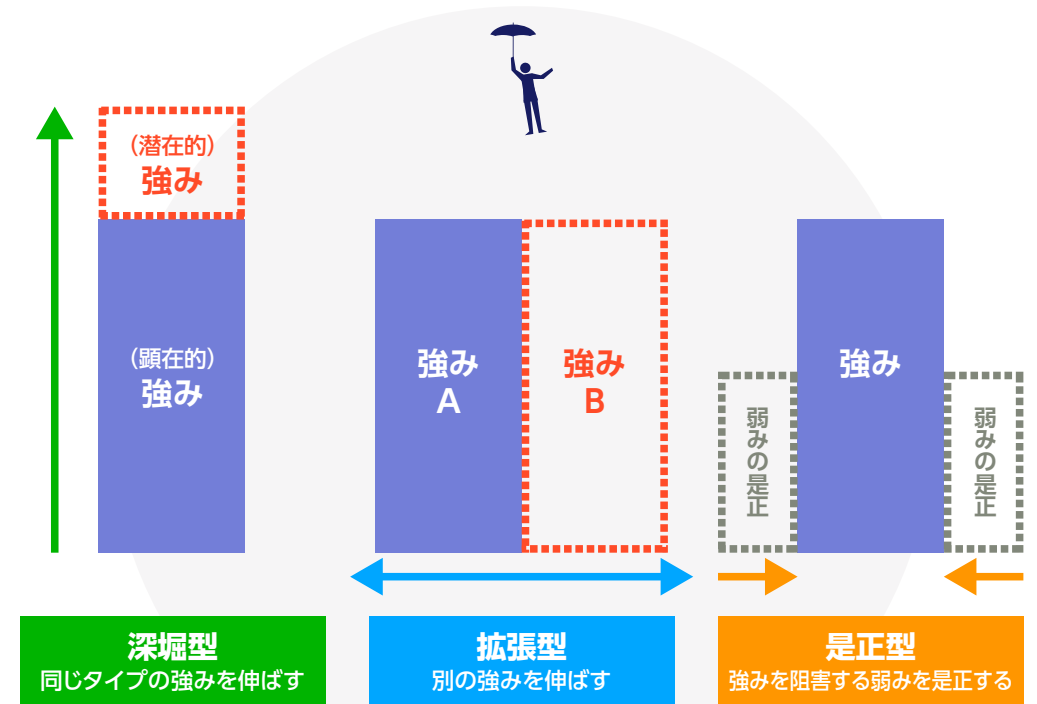 （潜在的）
強み
（顕在的）
強み
強み
A
強み
B
弱みの是正
強み
弱みの是正
深堀型
同じタイプの強みを伸ばす
拡張型
別の強みを伸ばす
是正型
強みを阻害する弱みを是正する